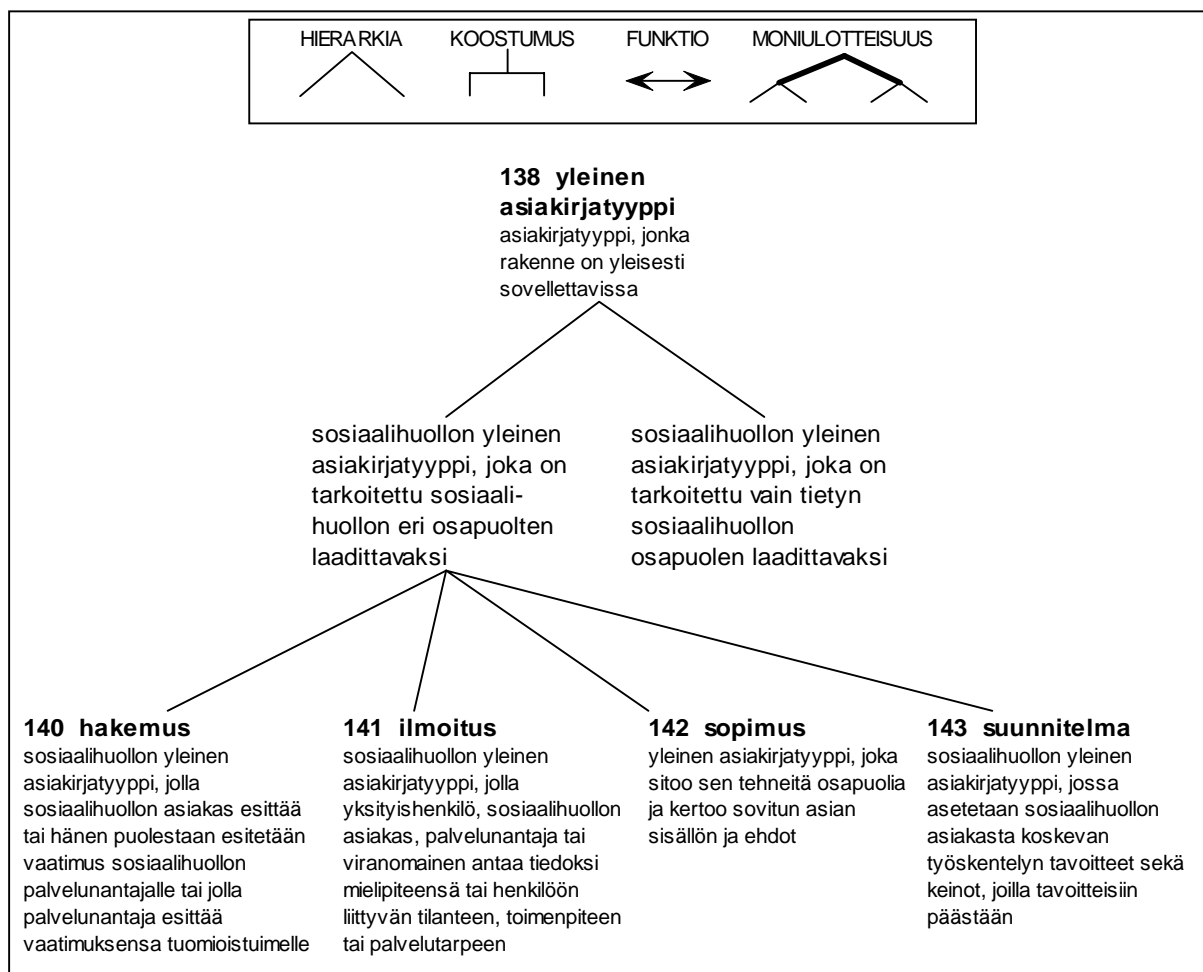 HIERARKIA KOOSTUMUS FUNKTIO MONIULOTTEISUUS
138 yleinen
asiakirjatyyppi
asiakirjatyyppi, jonka
rakenne on yleisesti
sovellettavissa
sosiaalihuollon yleinen
asiakirjatyyppi, joka on
tarkoitettu sosiaali-
huollon eri osapuolten
laadittavaksi
sosiaalihuollon yleinen
asiakirjatyyppi, joka on
tarkoitettu vain tietyn
sosiaalihuollon
osapuolen laadittavaksi
140 hakemus
sosiaalihuollon yleinen
asiakirjatyyppi, jolla
sosiaalihuollon asiakas esittää
tai hänen puolestaan esitetään
vaatimus sosiaalihuollon
palvelunantajalle tai jolla
palvelunantaja esittää
vaatimuksensa tuomioistuimelle
141 ilmoitus
sosiaalihuollon yleinen
asiakirjatyyppi, jolla
yksityishenkilö, sosiaalihuollon
asiakas, palvelunantaja tai
viranomainen antaa tiedoksi
mielipiteensä tai henkilöön
liittyvän tilanteen, toimenpiteen
tai palvelutarpeen
142 sopimus
yleinen asiakirjatyyppi, joka
sitoo sen tehneitä osapuolia
ja kertoo sovitun asian
sisällön ja ehdot
143 suunnitelma
sosiaalihuollon yleinen
asiakirjatyyppi, jossa
asetetaan sosiaalihuollon
asiakasta koskevan
työskentelyn tavoitteet sekä
keinot, joilla tavoitteisiin
päästään